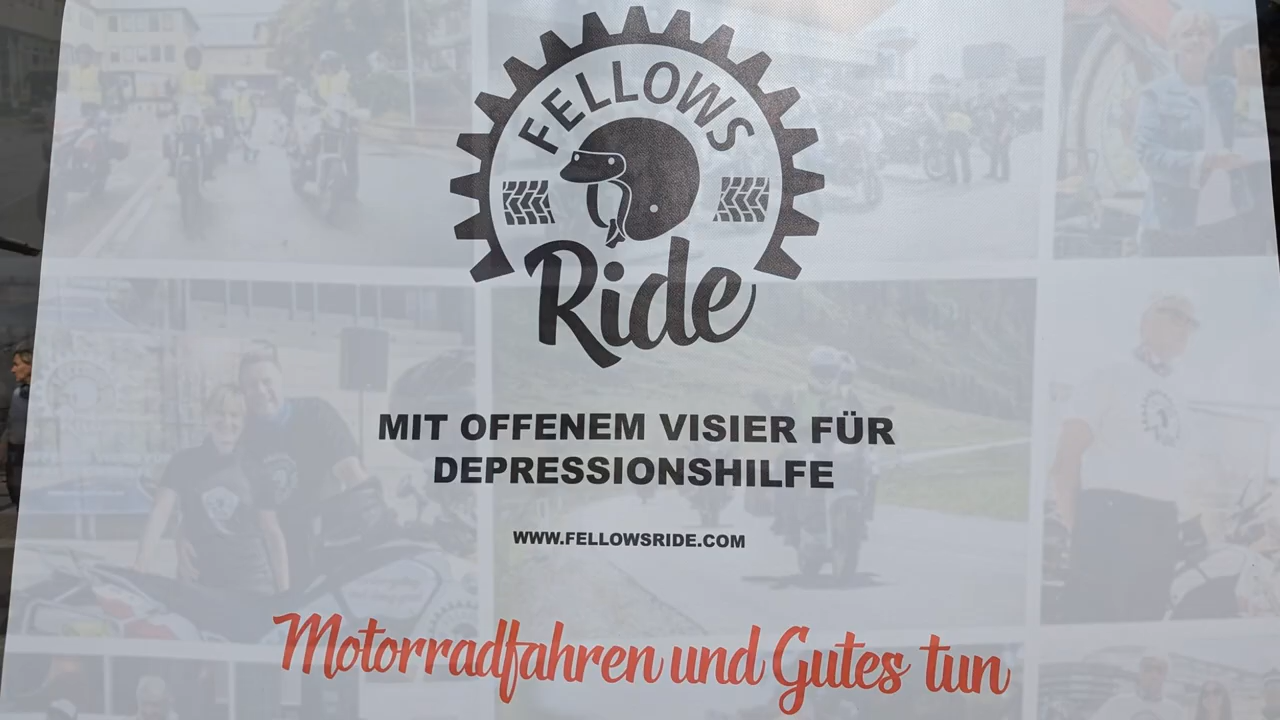 FELLOWS
Ride
MIT OFFENEM VISIER FÜR
DEPRESSIONSHILFE
WWW.FELLOWSRIDE.COM
Motorradfahren und Gutes tun